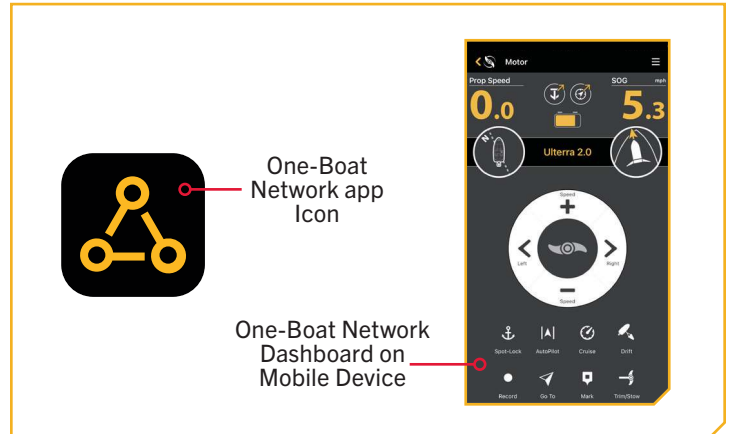 Motor
Prop Speed
SOG mph
0.0
5.3
N
Ulterra 2.0
One-Boat
Network app
Icon
Speed
Left
Right
Speed
One-Boat Network
Dashboard on
Mobile Device
Spot-Lock AutoPilot Cruise Drift
Record Go To Mark Trim/Stow